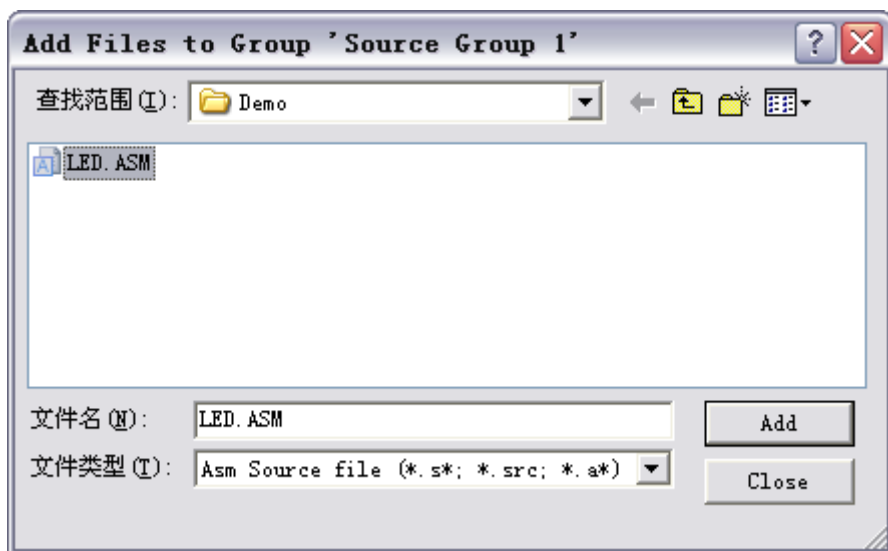 Add Files to Group 'Source Group 1'
查找范围(I): Demo
LED.ASM
文件名(N): LED.ASM Add
文件类型(T): Asm Source file (*.s*; *.src; *.a*) Close